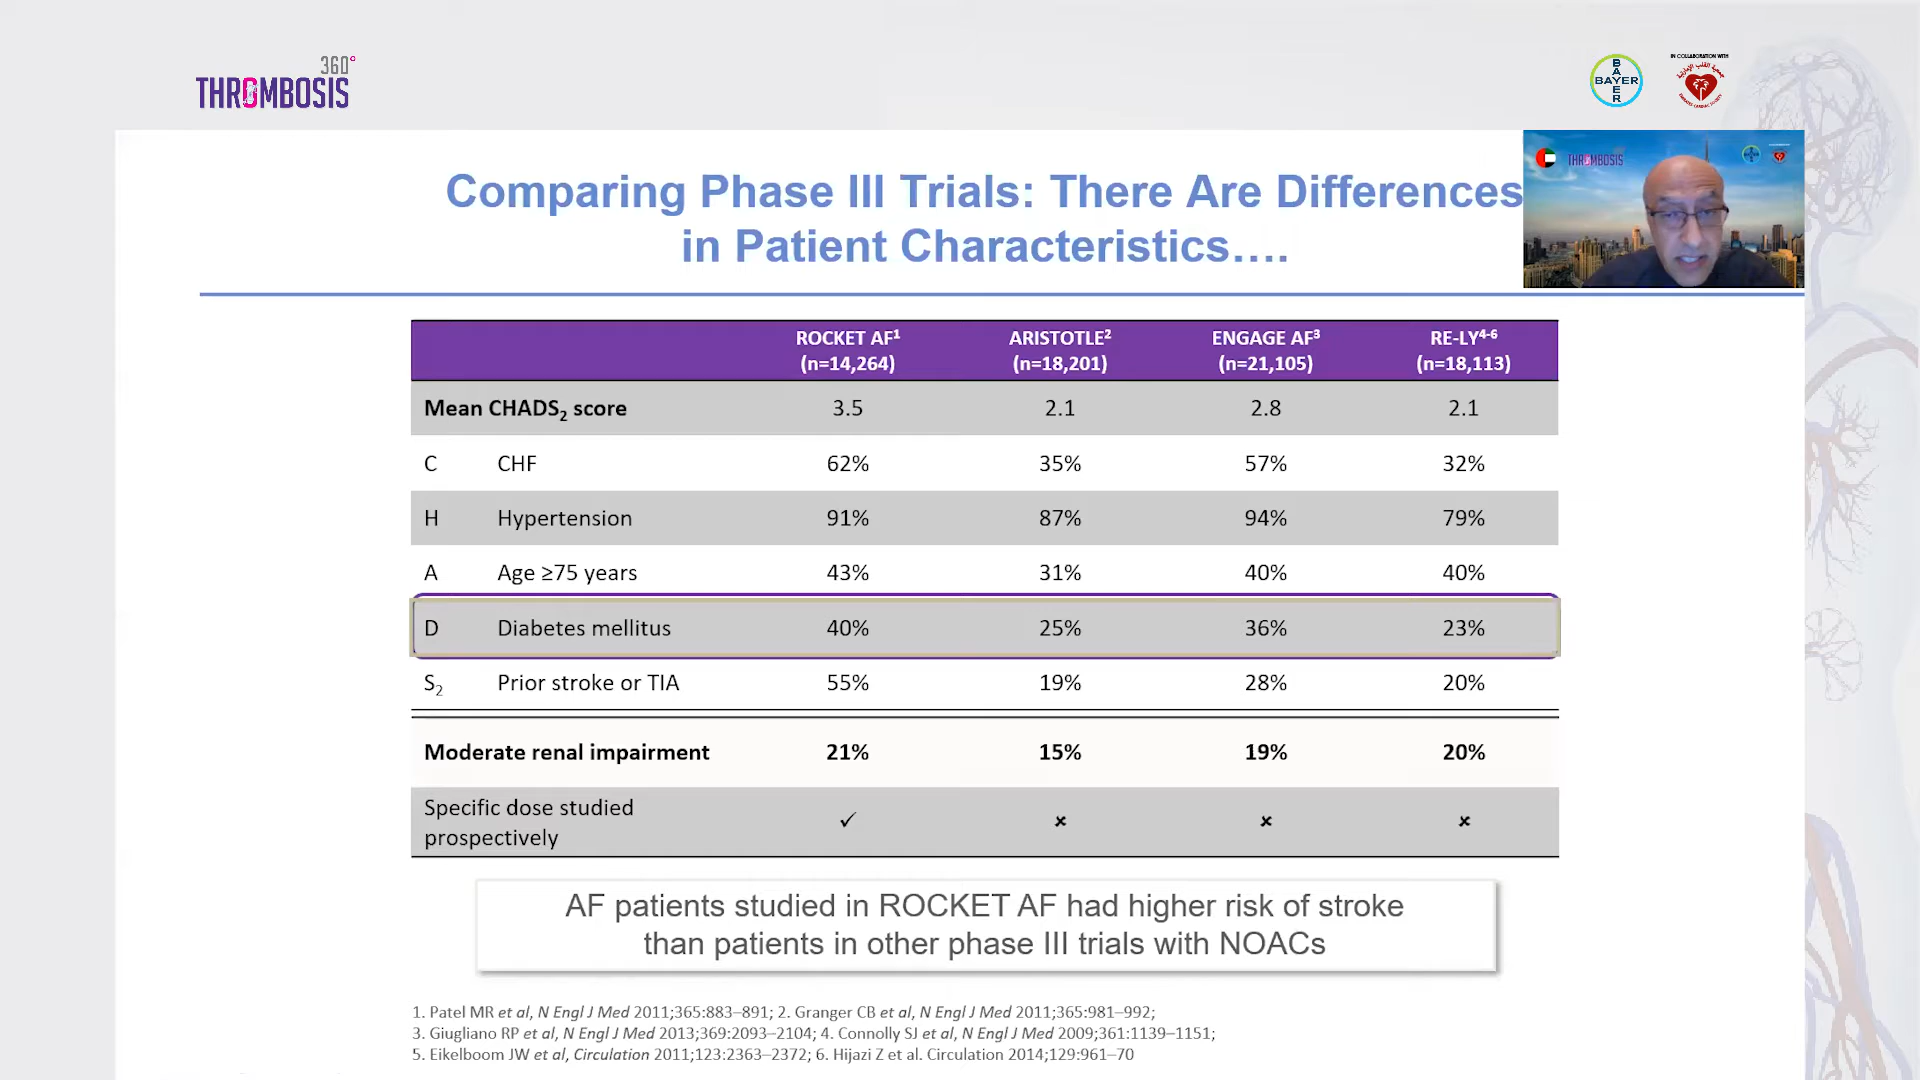 360°
THROMBOSIS
BAYER
BAYER
IN COLLABORATION WITH
THROMBOSIS
Comparing Phase III Trials: There Are Differences
in Patient Characteristics….
ROCKET AF¹ ARISTOTLE² ENGAGE AF³ RE-LY⁴⁻⁶
(n=14,264) (n=18,201) (n=21,105) (n=18,113)
Mean CHADS₂ score 3.5 2.1 2.8 2.1
C CHF 62% 35% 57% 32%
H Hypertension 91% 87% 94% 79%
A Age ≥75 years 43% 31% 40% 40%
D Diabetes mellitus 40% 25% 36% 23%
S₂ Prior stroke or TIA 55% 19% 28% 20%
Moderate renal impairment 21% 15% 19% 20%
Specific dose studied
prospectively ✓ × × ×
AF patients studied in ROCKET AF had higher risk of stroke
than patients in other phase III trials with NOACs
1. Patel MR et al, N Engl J Med 2011;365:883–891; 2. Granger CB et al, N Engl J Med 2011;365:981–992;
3. Giugliano RP et al, N Engl J Med 2013;369:2093–2104; 4. Connolly SJ et al, N Engl J Med 2009;361:1139–1151;
5. Eikelboom JW et al, Circulation 2011;123:2363–2372; 6. Hijazi Z et al. Circulation 2014;129:961–70